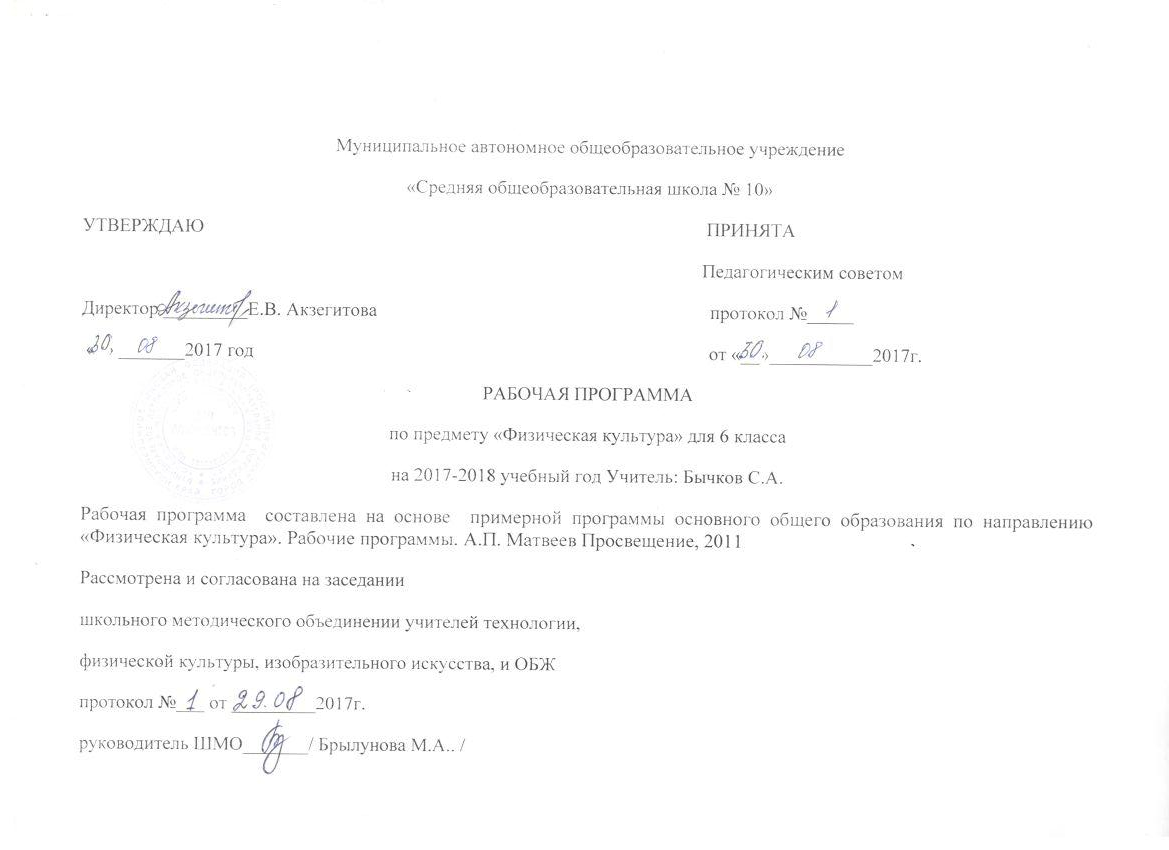 Муниципальное автономное общеобразовательное учреждение
«Средняя общеобразовательная школа № 10»
УТВЕРЖДАЮ
ПРИНЯТА
Педагогическим советом
Директор Акзегитов Е.В. Акзегитова
протокол № 1
30, 08 2017 год
от «30» 08 2017г.
РАБОЧАЯ ПРОГРАММА
по предмету «Физическая культура» для 6 класса
на 2017-2018 учебный год Учитель: Бычков С.А.
Рабочая программа составлена на основе примерной программы основного общего образования по направлению
«Физическая культура». Рабочие программы. А.П. Матвеев Просвещение, 2011
Рассмотрена и согласована на заседании
школьного методического объединении учителей технологии,
физической культуры, изобразительного искусства, и ОБЖ
протокол № 1 от 29.08 2017г.
руководитель ШМО________/ Брылунова М.А.. /